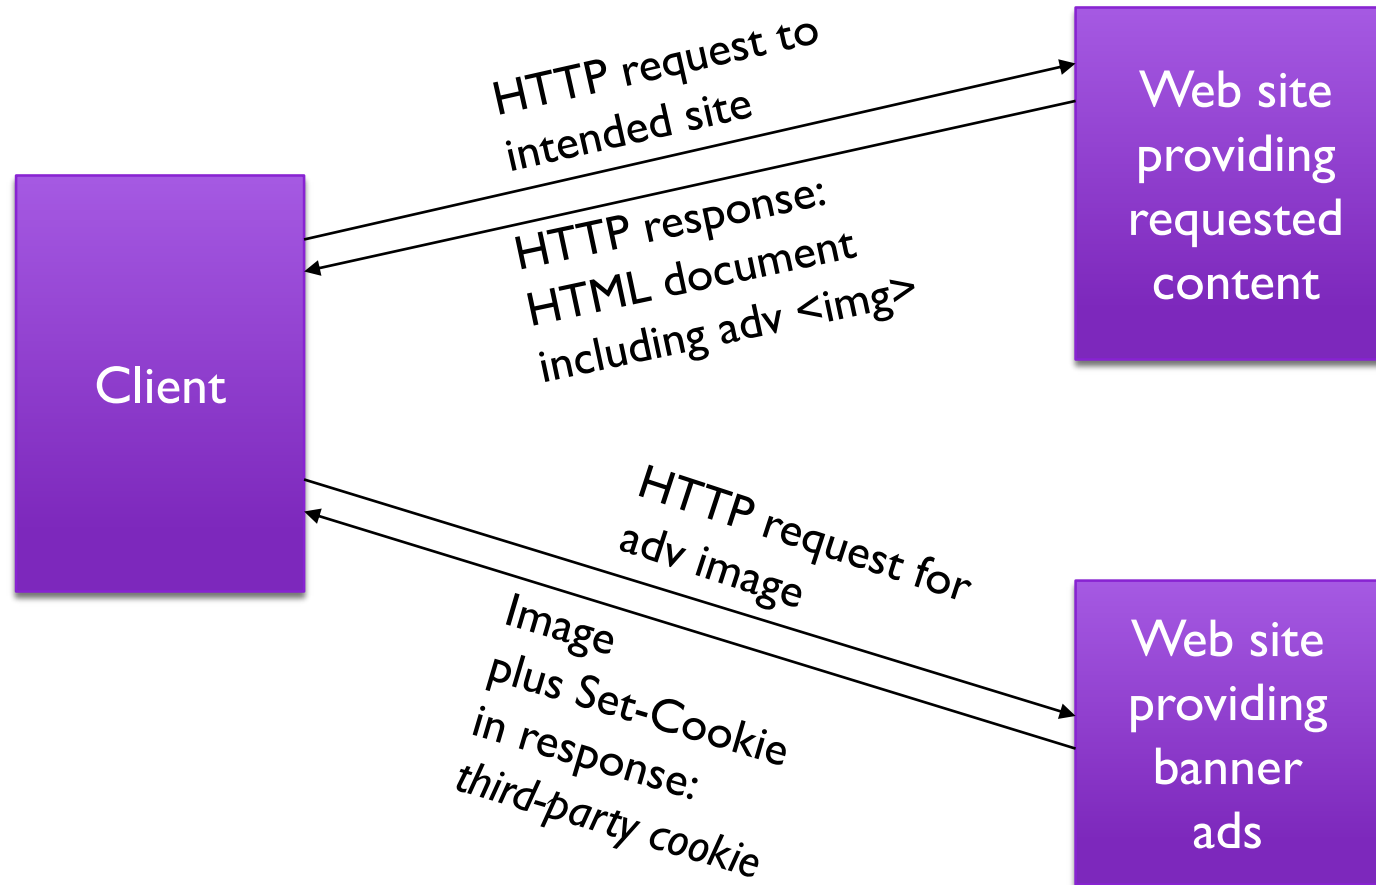 HTTP request to
intended site
Web site
providing
requested
content
HTTP response:
HTML document
including adv <img>
Client
HTTP request for
adv image
Image
plus Set-Cookie
in response:
third-party cookie
Web site
providing
banner
ads